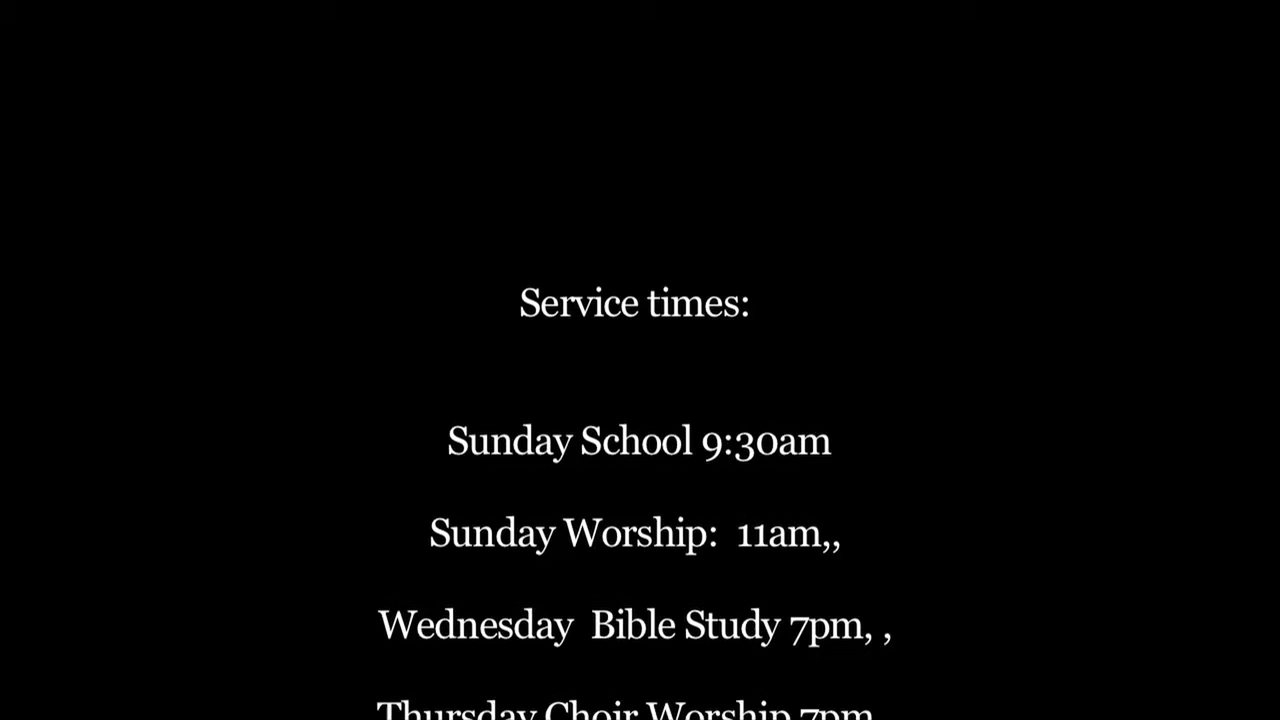 Service times:
Sunday School 9:30am
Sunday Worship:  11am,,
Wednesday  Bible Study 7pm, ,
Thursday Choir Worship 7pm